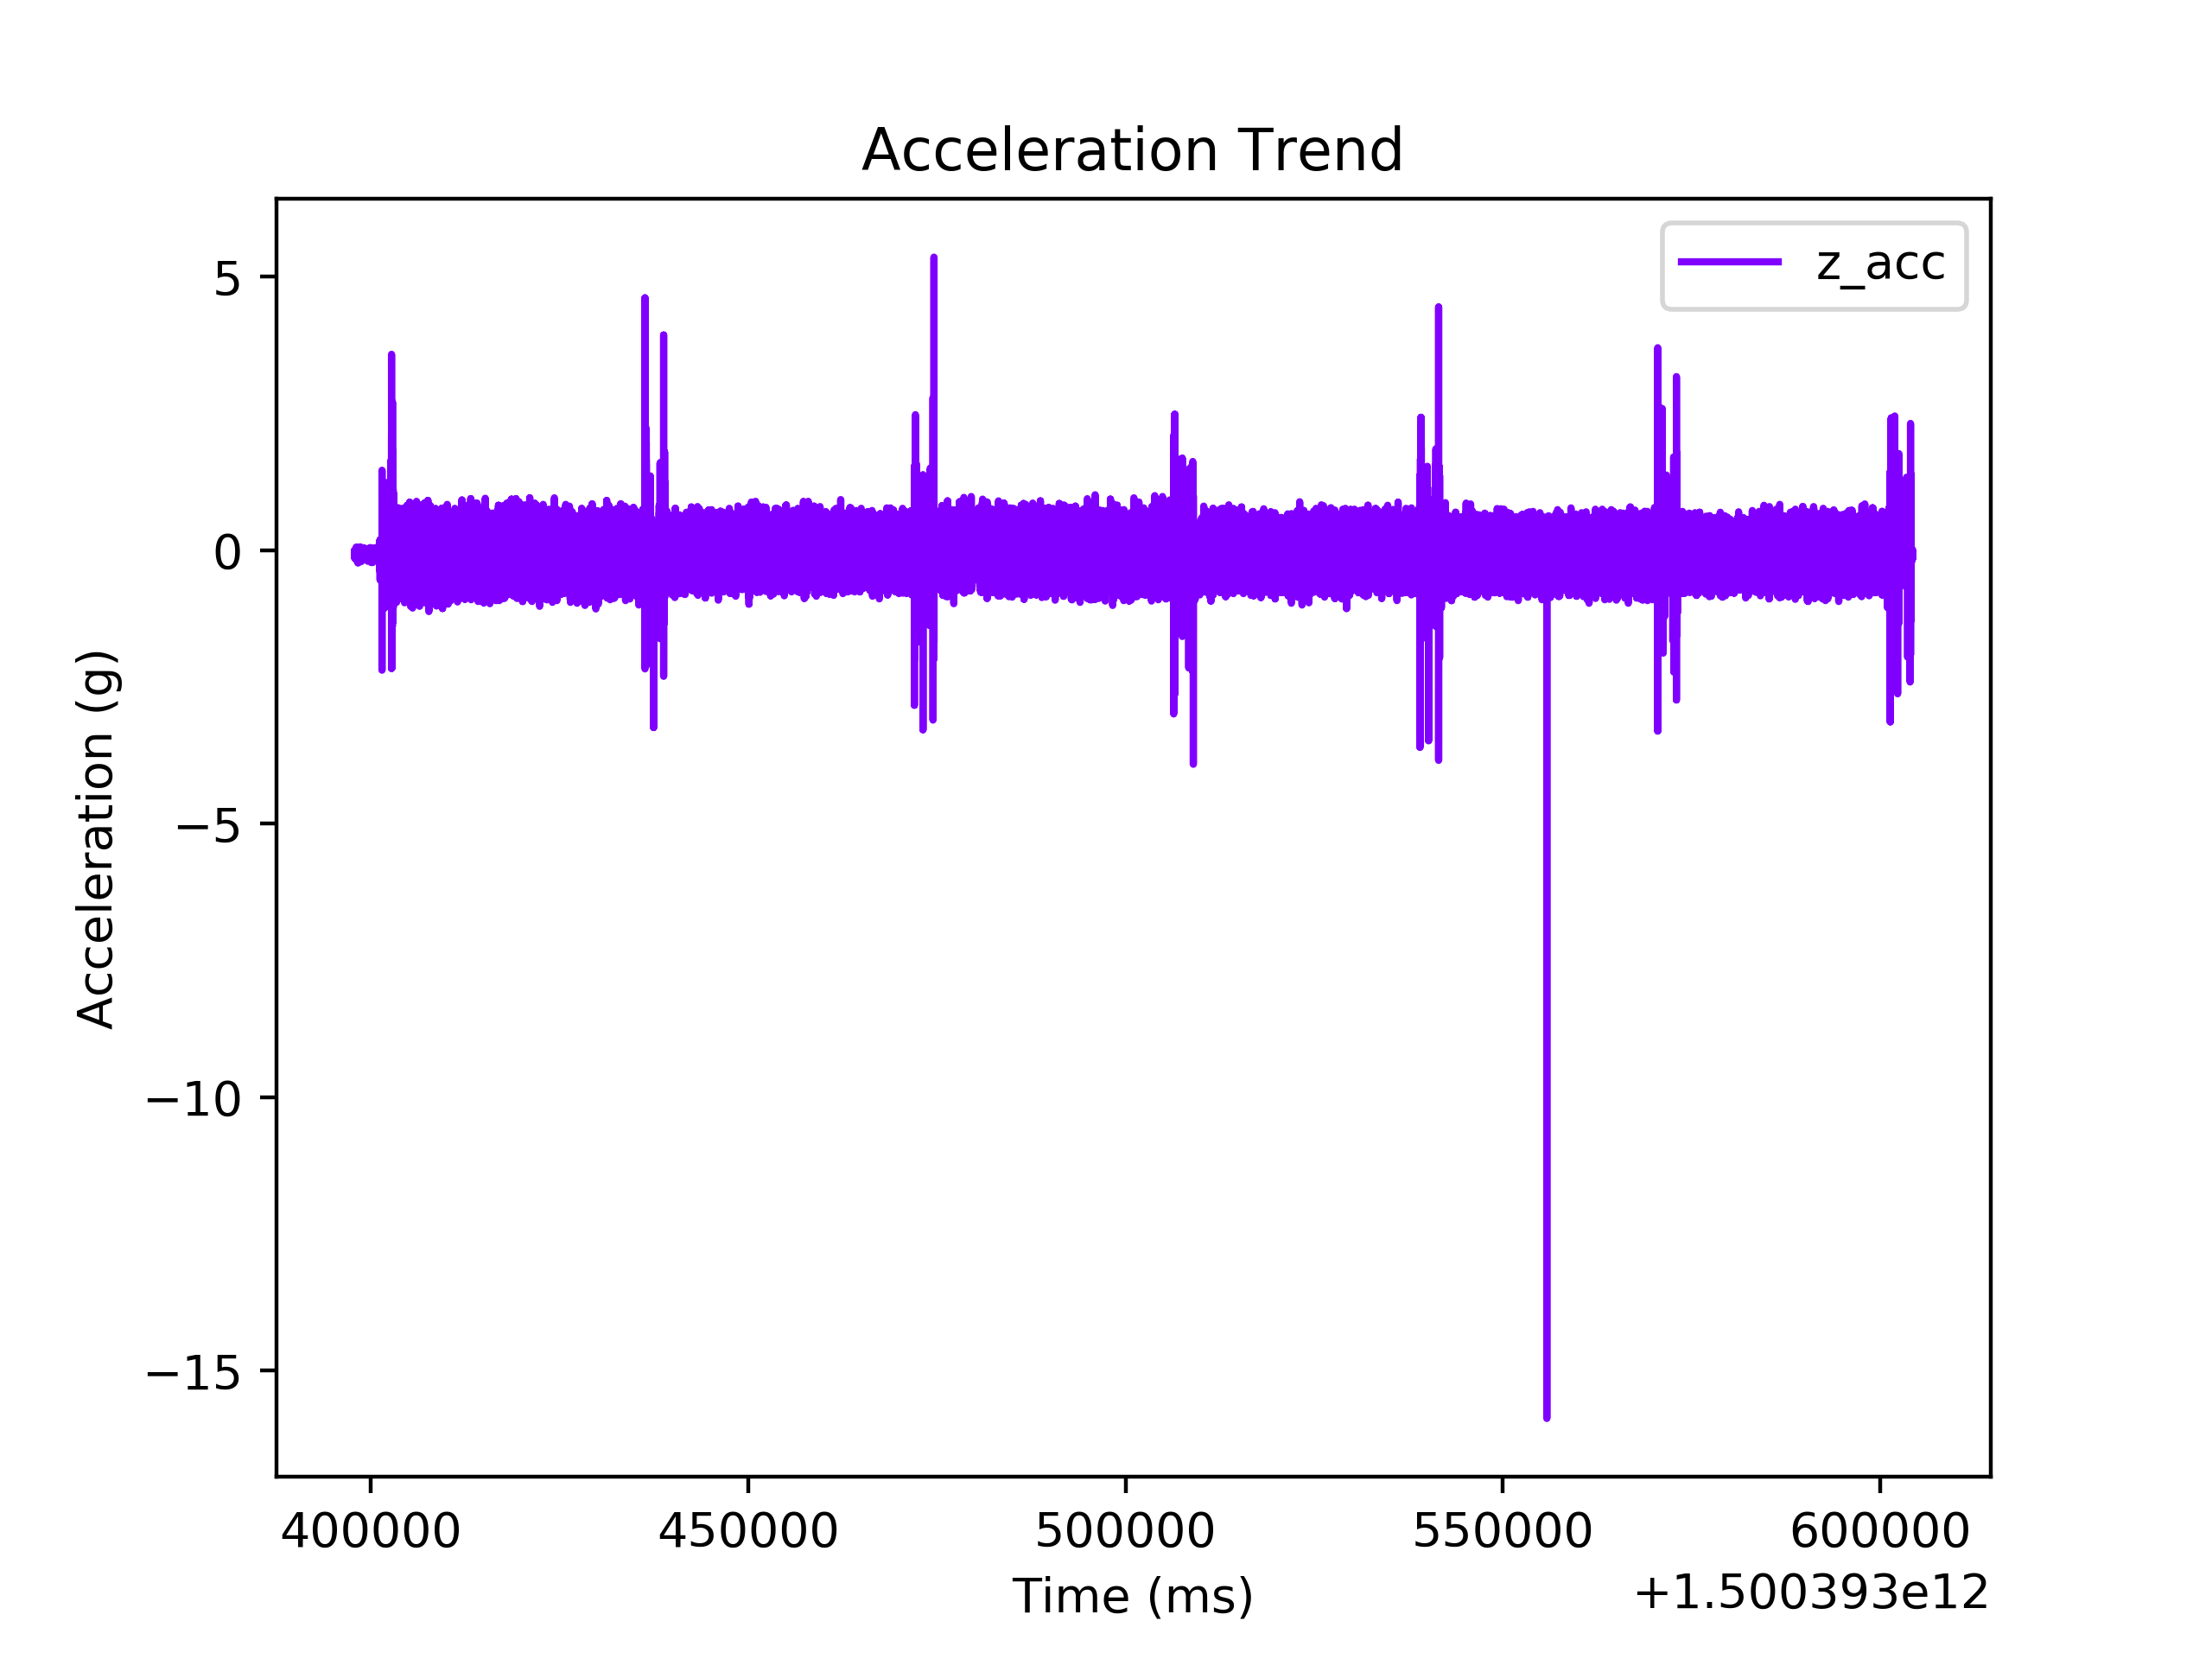 Acceleration Trend
z_acc
Acceleration (g)
5
0
−5
−10
−15
400000 450000 500000 550000 600000
Time (ms)
+1.500393e12